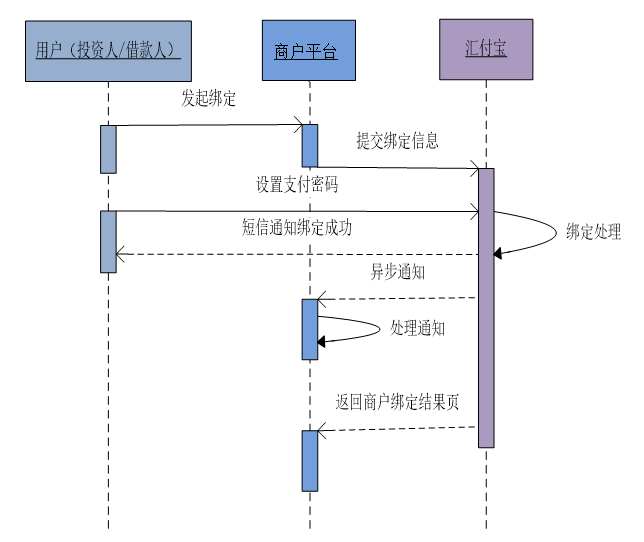 用户（投资人/借款人）
商户平台
汇付宝
发起绑定
提交绑定信息
设置支付密码
短信通知绑定成功
绑定处理
异步通知
处理通知
返回商户绑定结果页